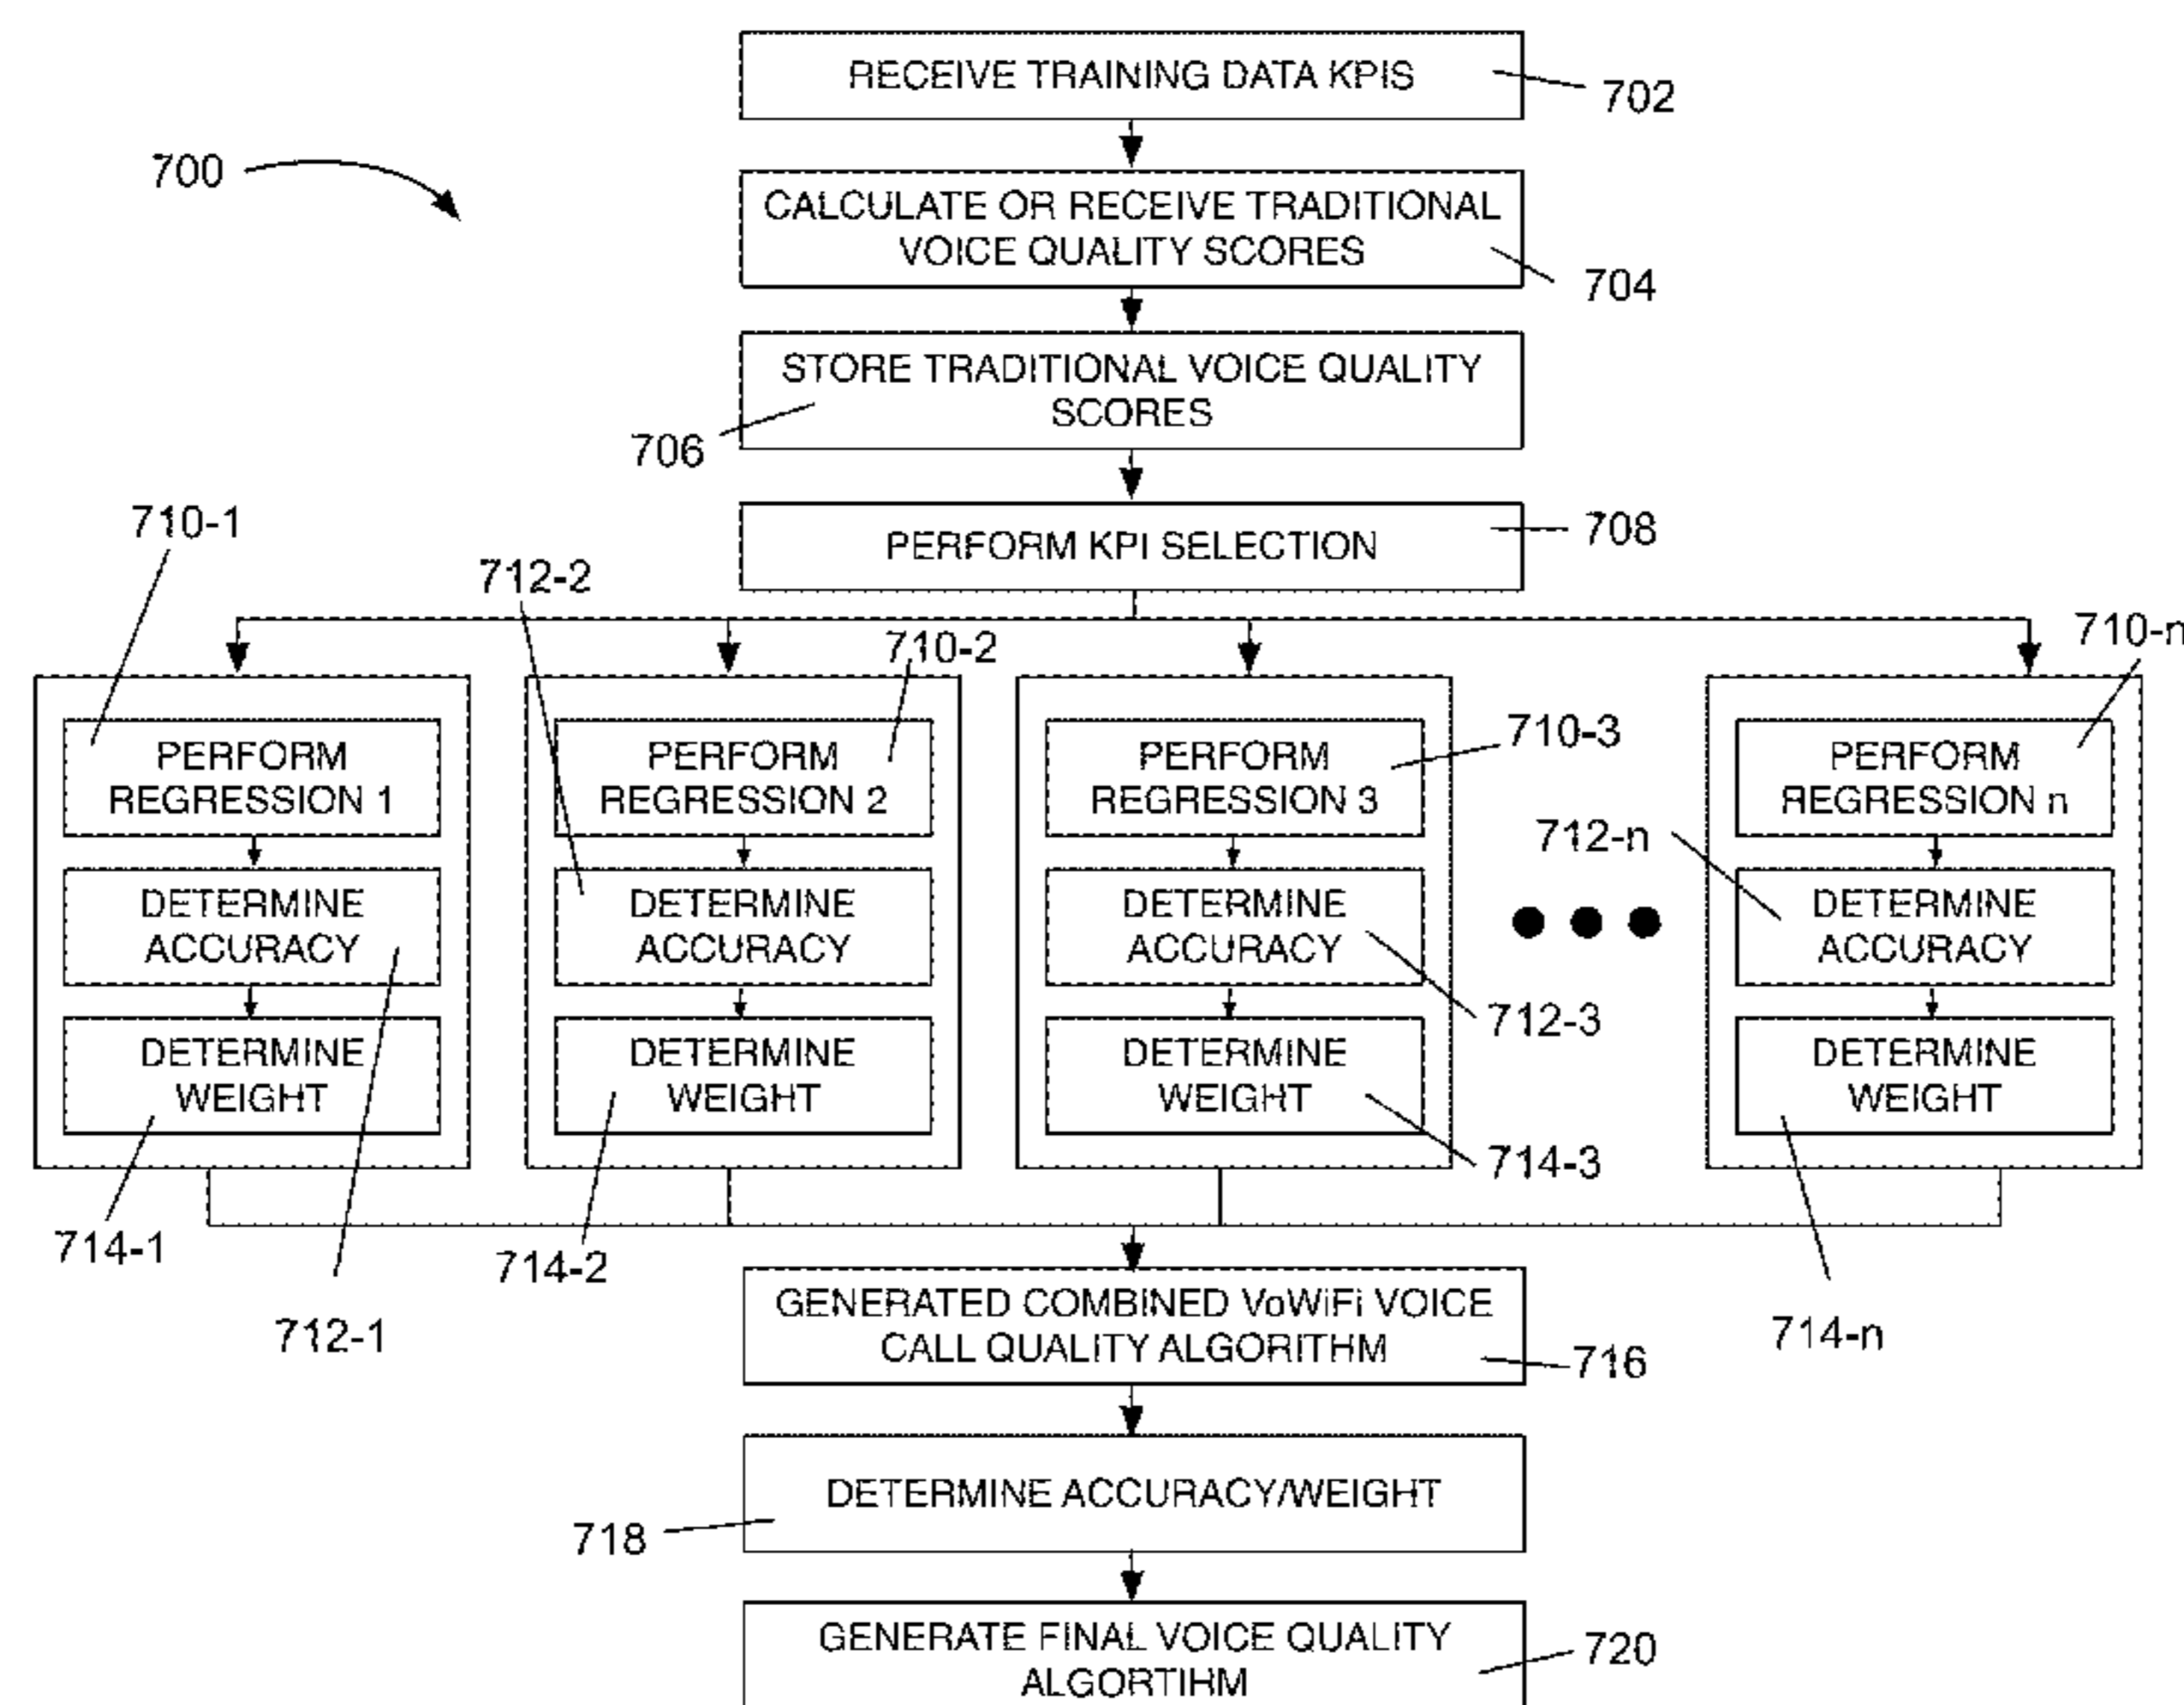 RECEIVE TRAINING DATA KPIS
702
700
CALCULATE OR RECEIVE TRADITIONAL
VOICE QUALITY SCORES
704
STORE TRADITIONAL VOICE QUALITY
SCORES
706
PERFORM KPI SELECTION
708
710-1
712-2
710-2
710-n
PERFORM
REGRESSION 1
PERFORM
REGRESSION 2
PERFORM
REGRESSION 3
710-3
PERFORM
REGRESSION n
712-n
DETERMINE
ACCURACY
DETERMINE
ACCURACY
DETERMINE
ACCURACY
DETERMINE
ACCURACY
712-3
DETERMINE
WEIGHT
DETERMINE
WEIGHT
DETERMINE
WEIGHT
DETERMINE
WEIGHT
714-3
714-1
714-2
712-1
714-n
GENERATED COMBINED VoWiFi VOICE
CALL QUALITY ALGORITHM
716
DETERMINE ACCURACY/WEIGHT
718
GENERATE FINAL VOICE QUALITY
ALGORTIHM
720